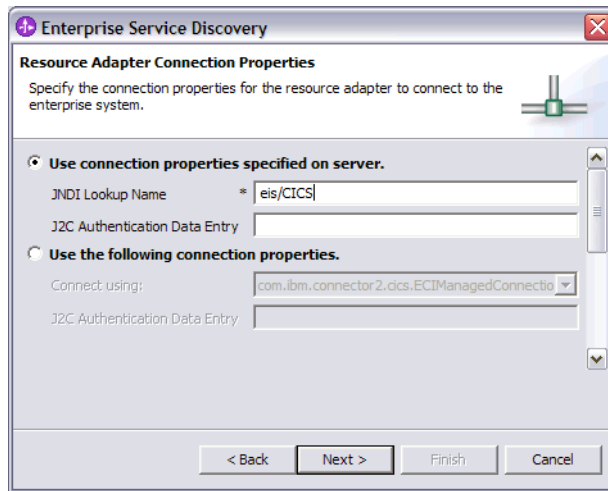 Enterprise Service Discovery
Resource Adapter Connection Properties
Specify the connection properties for the resource adapter to connect to the
enterprise system.
Use connection properties specified on server.
JNDI Lookup Name * eis/CICS
J2C Authentication Data Entry
Use the following connection properties.
Connect using: com.ibm.connector2.cics.ECIManagedConnectio
J2C Authentication Data Entry
< Back Next > Finish Cancel